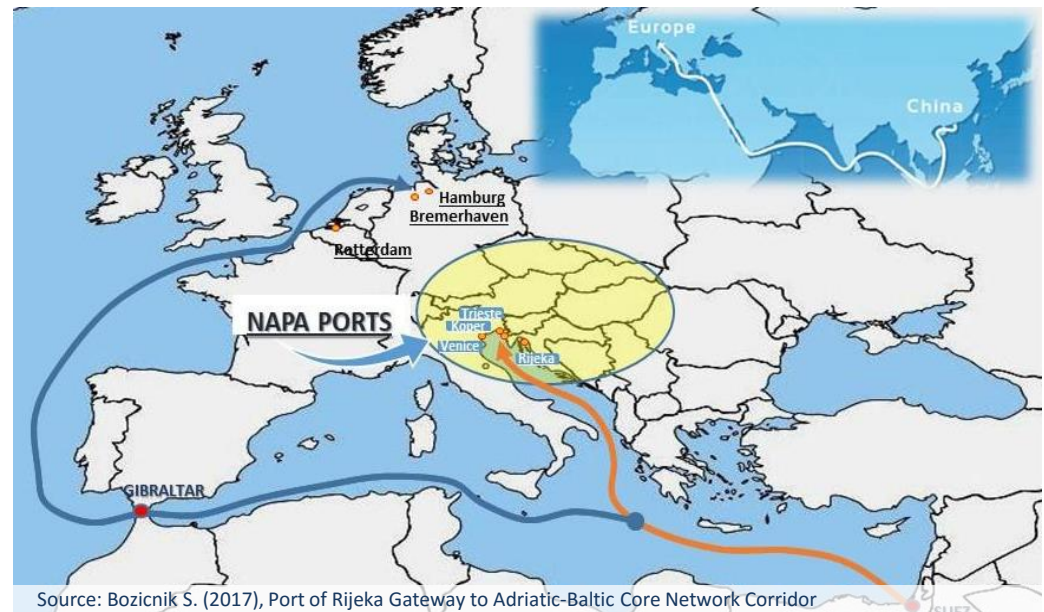 Europe
China
Hamburg
Bremerhaven
Rotterdam
NAPA PORTS
Trieste
Koper
Venice
Rijeka
GIBRALTAR
SUEZ
Source: Bozicnik S. (2017), Port of Rijeka Gateway to Adriatic-Baltic Core Network Corridor